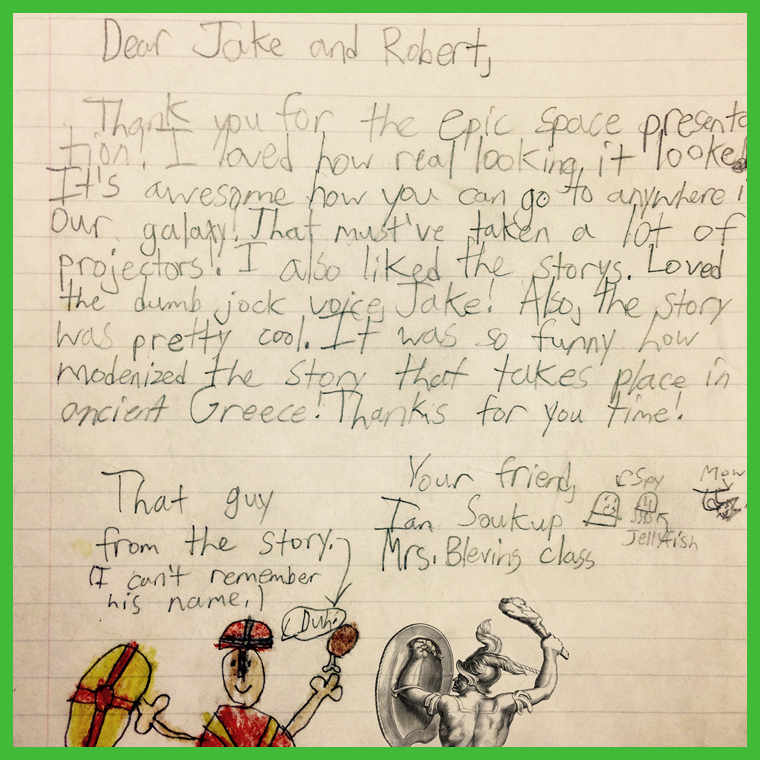 Dear Jake and Robert,
Thank you for the epic space presenta
tion! I loved how real looking it looked
It's awesome how you can go to anywhere i
Our galaxy! That must've taken a lot of
projectors! I also liked the storys. Loved
the dumb jock voice, Jake! Also, the story
was pretty cool. It was so funny how
modenized the story that takes place in
ancient Greece! Thanks for you time!
Your friend,
Ian Soukup
Mrs. Blevins class
Spy
Jellyfish
Mow
That guy
from the story.
(I can't remember
his name.)
Duh!